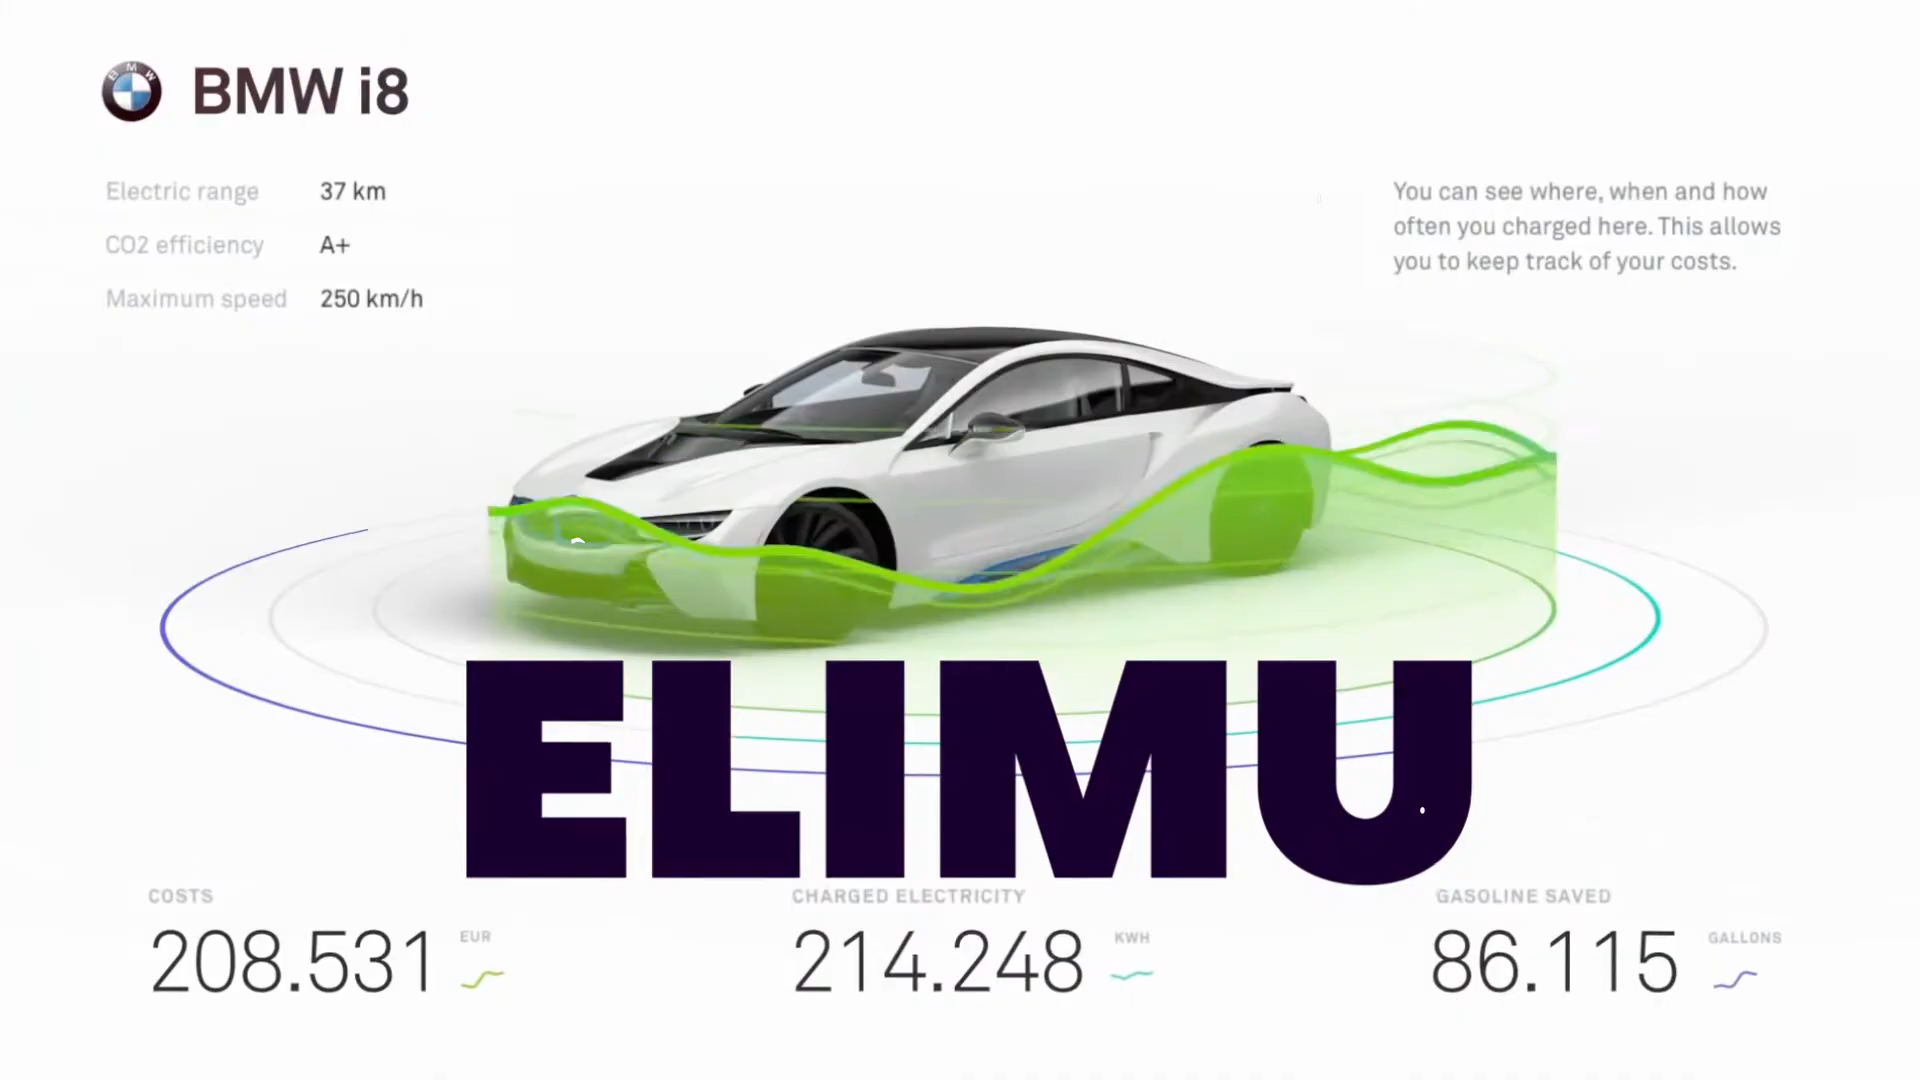 BMW
BMW i8
Electric range 37 km
CO2 efficiency A+
Maximum speed 250 km/h
You can see where, when and how
often you charged here. This allows
you to keep track of your costs.
ELIMU
COSTS
208.531 EUR
CHARGED ELECTRICITY
214.248 KWH
GASOLINE SAVED
86.115 GALLONS